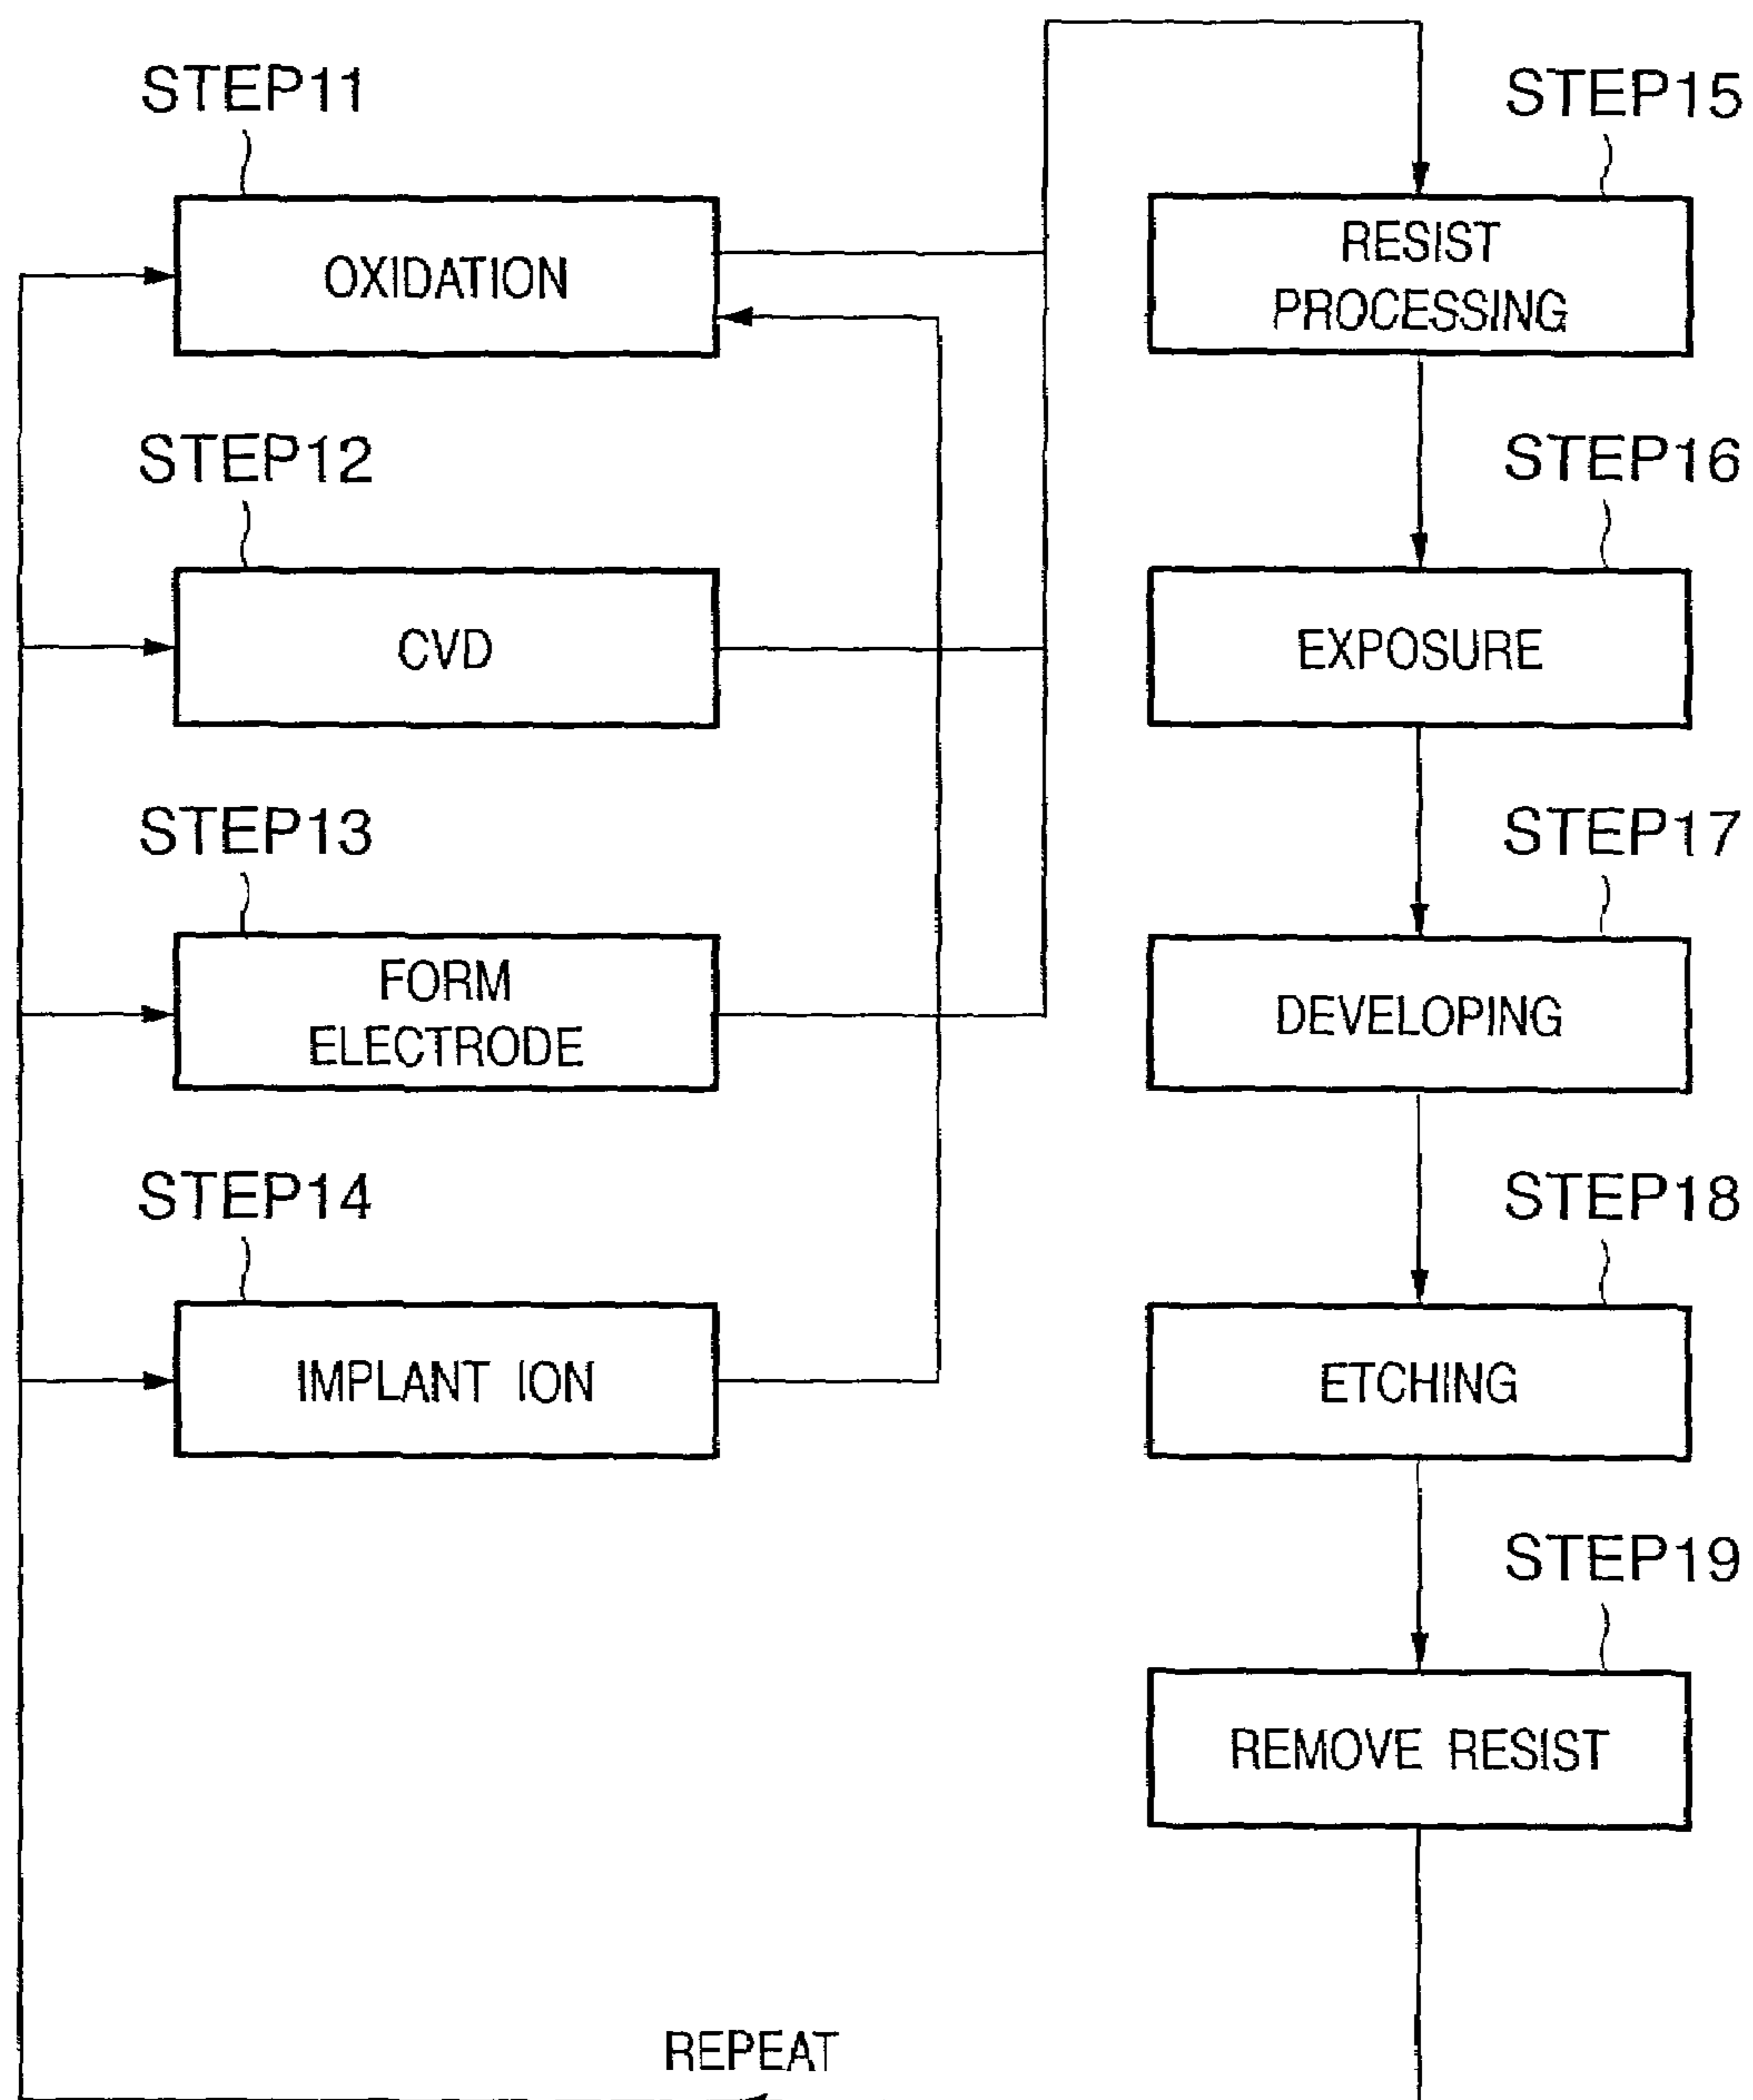 STEP11
OXIDATION
STEP12
CVD
STEP13
FORM
ELECTRODE
STEP14
IMPLANT ION
STEP15
RESIST
PROCESSING
STEP16
EXPOSURE
STEP17
DEVELOPING
STEP18
ETCHING
STEP19
REMOVE RESIST
REPEAT